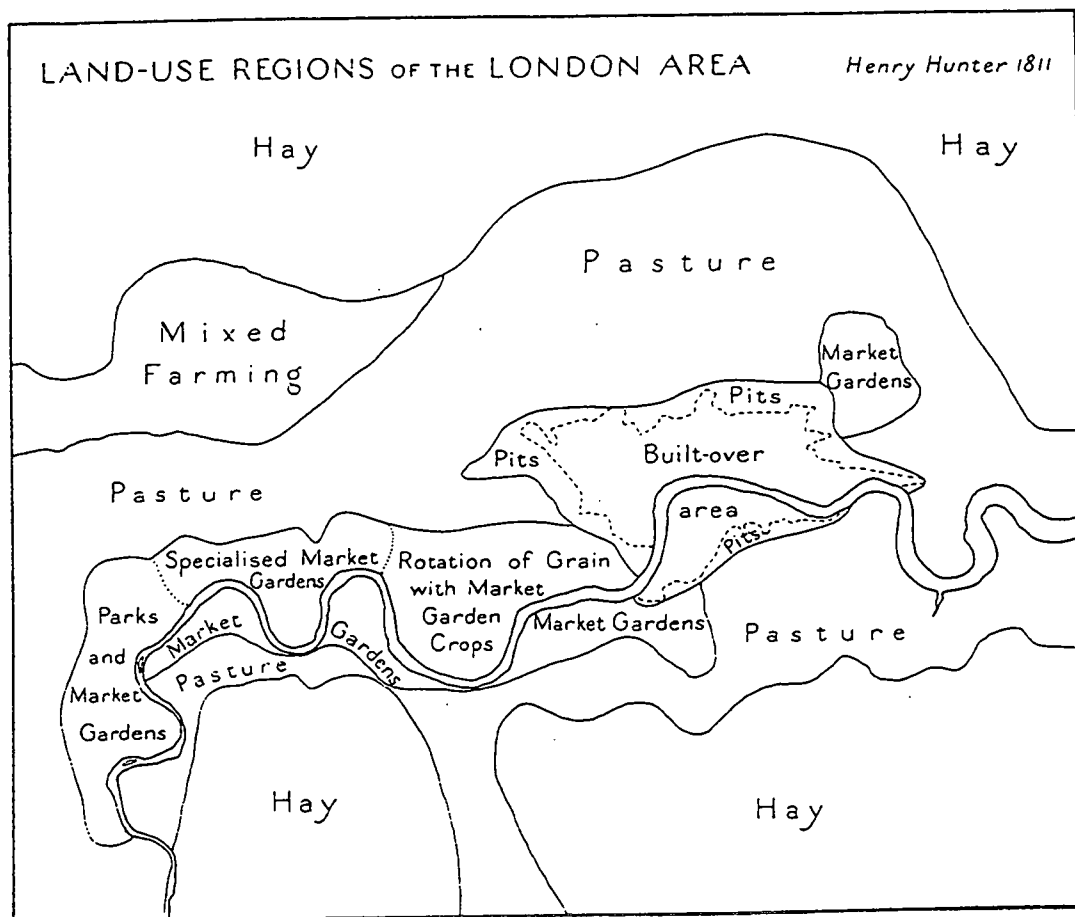 LAND-USE REGIONS OF THE LONDON AREA
Henry Hunter 1811
Hay
Hay
Pasture
Mixed
Farming
Market
Gardens
Pits
Pits
Built-over
area
Pits
Pasture
Specialised Market
Gardens
Rotation of Grain
with Market
Garden
Crops
Parks
and
Market
Gardens
Market
Gardens
Pasture
Market Gardens
Pasture
Hay
Hay